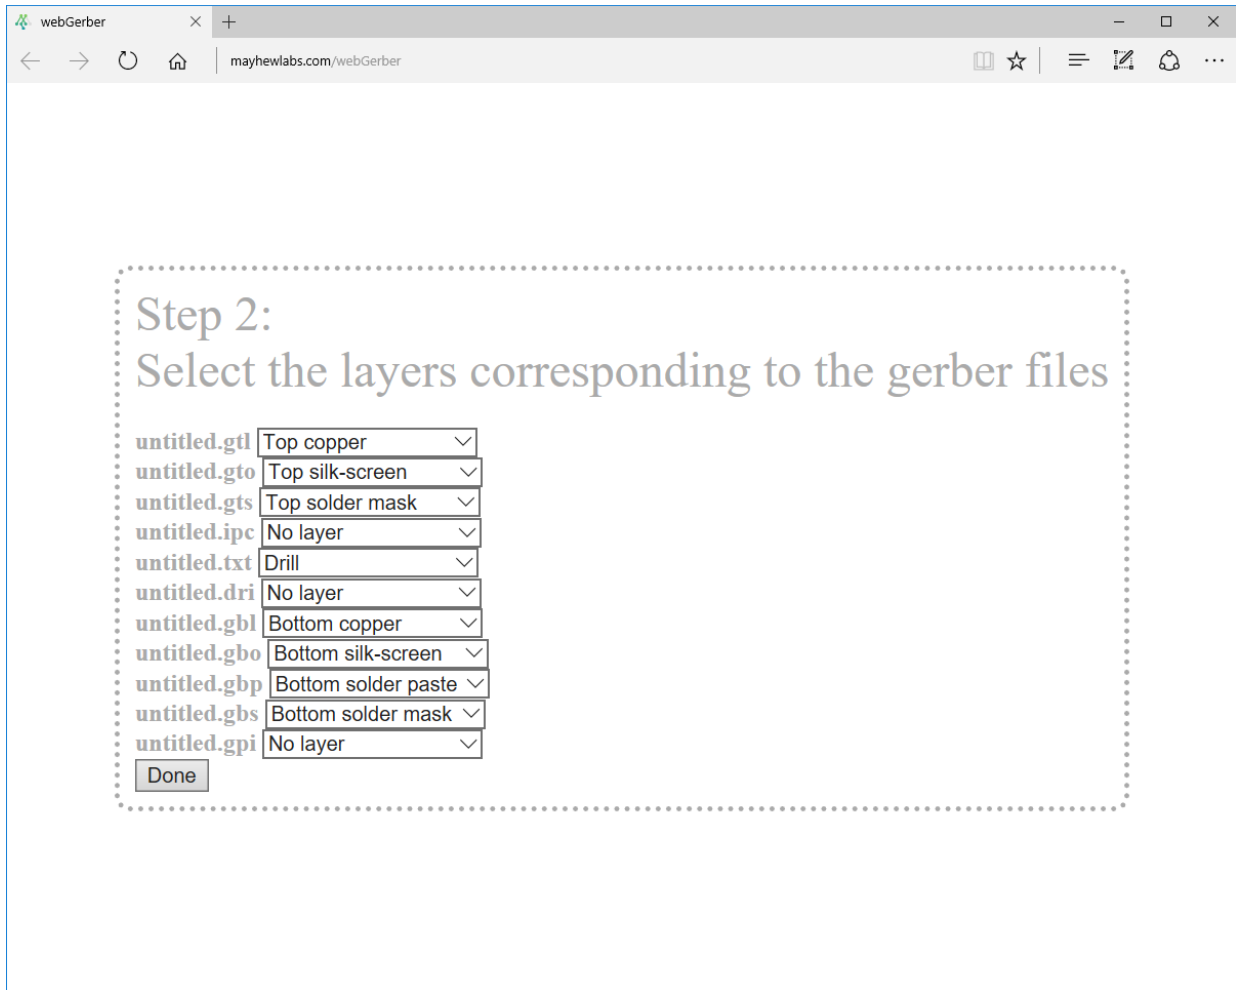 webGerber
mayhewlabs.com/webGerber
Step 2:
Select the layers corresponding to the gerber files
untitled.gtl Top copper
untitled.gto Top silk-screen
untitled.gts Top solder mask
untitled.ipc No layer
untitled.txt Drill
untitled.dri No layer
untitled.gbl Bottom copper
untitled.gbo Bottom silk-screen
untitled.gbp Bottom solder paste
untitled.gbs Bottom solder mask
untitled.gpi No layer
Done